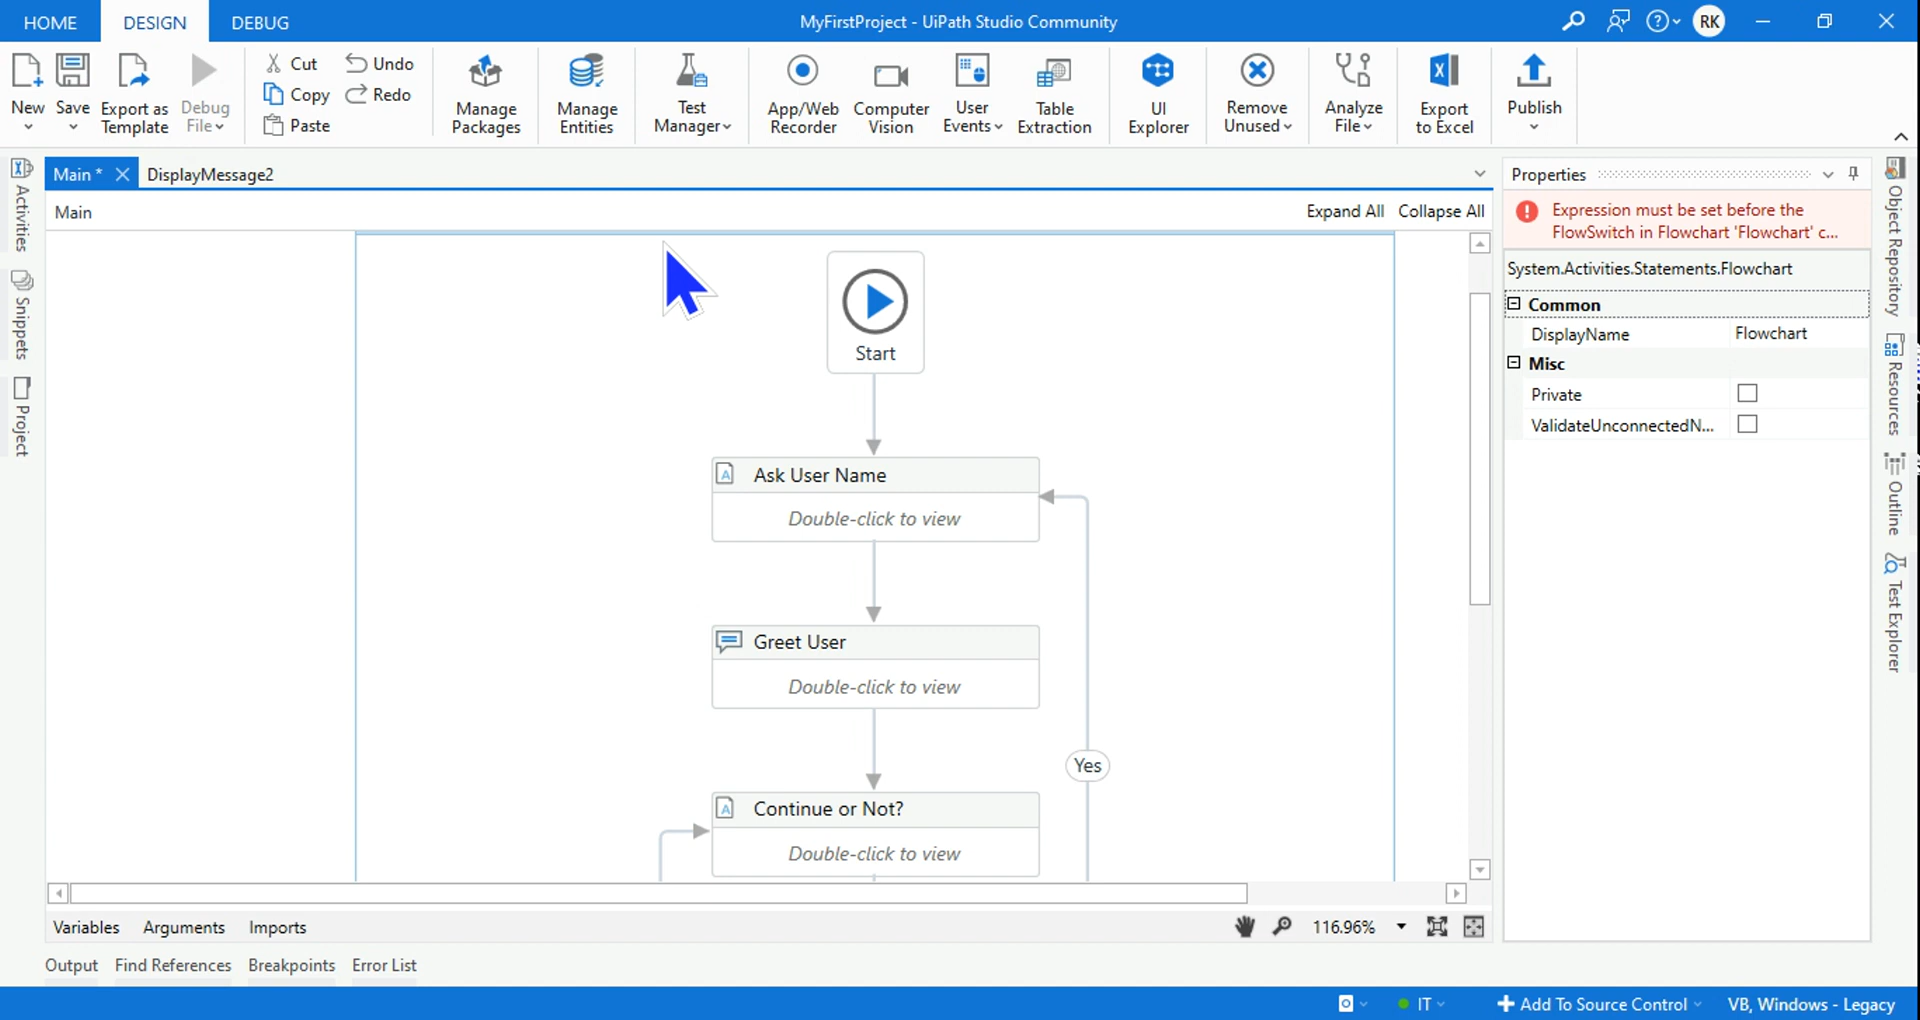 HOME DESIGN DEBUG MyFirstProject - UiPath Studio Community RK
New Save Export as Template Debug File
Cut Copy Paste Undo Redo
Manage Packages
Manage Entities
Test Manager
App/Web Recorder
Computer Vision
User Events
Table Extraction
UI Explorer
Remove Unused
Analyze File
Export to Excel
Publish
Activities
Snippets
Project
Main * DisplayMessage2
Main Expand All Collapse All
Start
Ask User Name
Double-click to view
Greet User
Double-click to view
Yes
Continue or Not?
Double-click to view
Variables Arguments Imports 116.96%
Output Find References Breakpoints Error List
Properties
Expression must be set before the
FlowSwitch in Flowchart 'Flowchart' c...
System.Activities.Statements.Flowchart
Common
DisplayName Flowchart
Misc
Private
ValidateUnconnectedN...
Object Repository
Resources
Outline
Test Explorer
IT Add To Source Control VB, Windows - Legacy